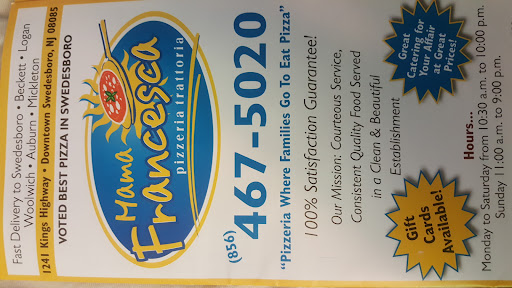 Fast Delivery to Swedesboro • Beckett • Logan
Woolwich • Auburn • Mickleton
1241 Kings Highway • Downtown Swedesboro, NJ 08085
VOTED BEST PIZZA IN SWEDESBORO
Mama
Francesca
pizzeria trattoria
(856)
467-5020
"Pizzeria Where Families Go To Eat Pizza"
100% Satisfaction Guarantee!
Our Mission: Courteous Service,
Consistent Quality Food Served
in a Clean & Beautiful
Establishment
Great
Catering for
Your Affair
at Great
Prices!
Gift
Cards
Available!
Hours...
Monday to Saturday from 10:30 a.m. to 10:00 p.m.
Sunday 11:00 a.m. to 9:00 p.m.